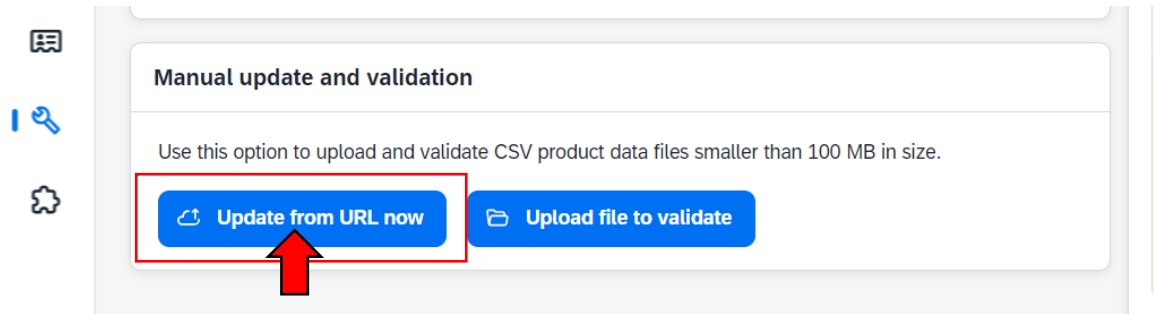 Manual update and validation
Use this option to upload and validate CSV product data files smaller than 100 MB in size.
Update from URL now
Upload file to validate